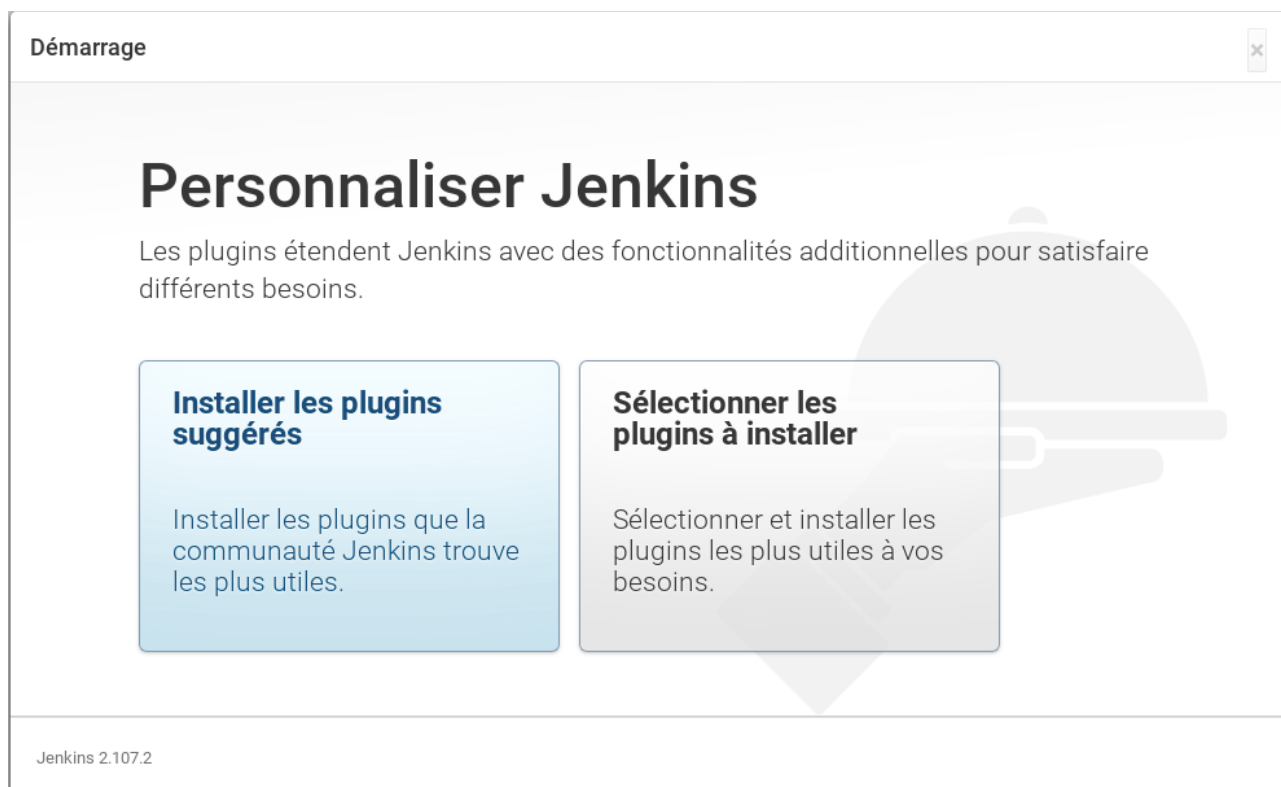 Démarrage
×
Personnaliser Jenkins
Les plugins étendent Jenkins avec des fonctionnalités additionnelles pour satisfaire
différents besoins.
Installer les plugins
suggérés
Installer les plugins que la
communauté Jenkins trouve
les plus utiles.
Sélectionner les
plugins à installer
Sélectionner et installer les
plugins les plus utiles à vos
besoins.
Jenkins 2.107.2